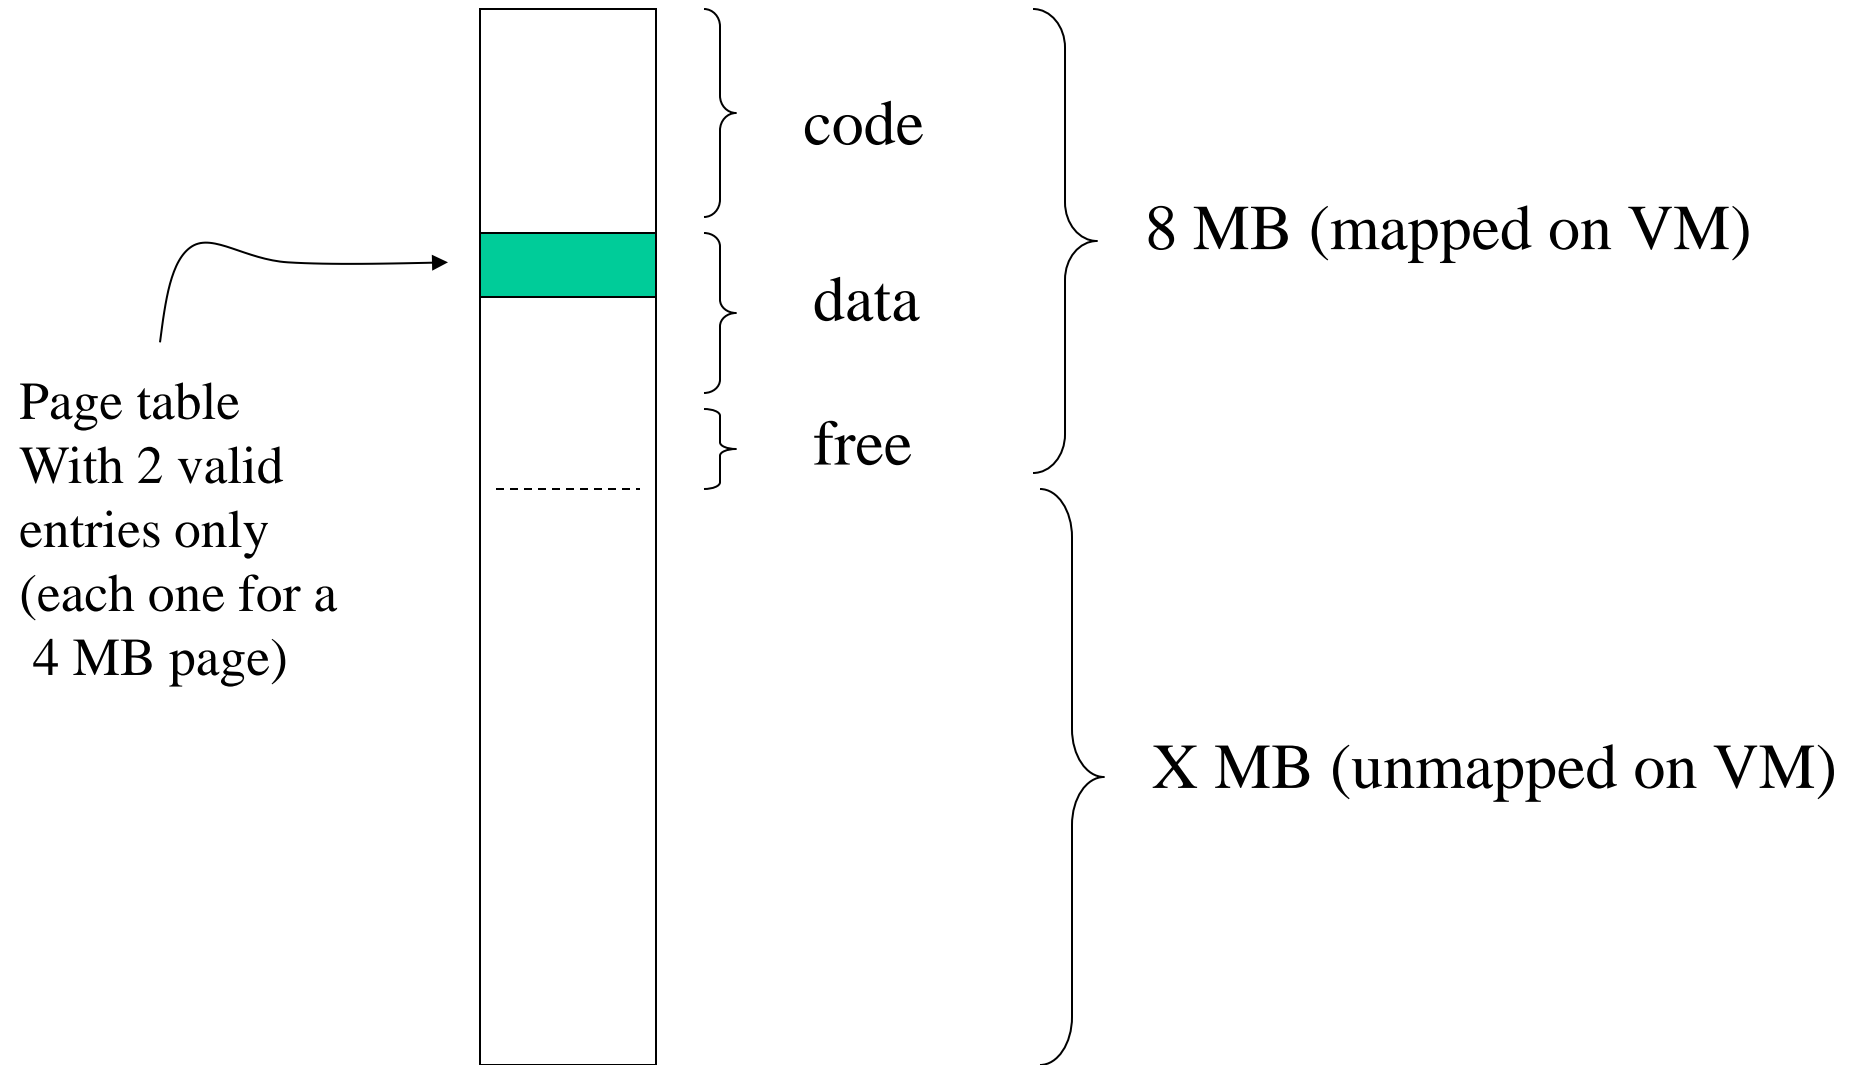 code
8 MB (mapped on VM)
data
Page table
With 2 valid
entries only
(each one for a
4 MB page)
free
X MB (unmapped on VM)